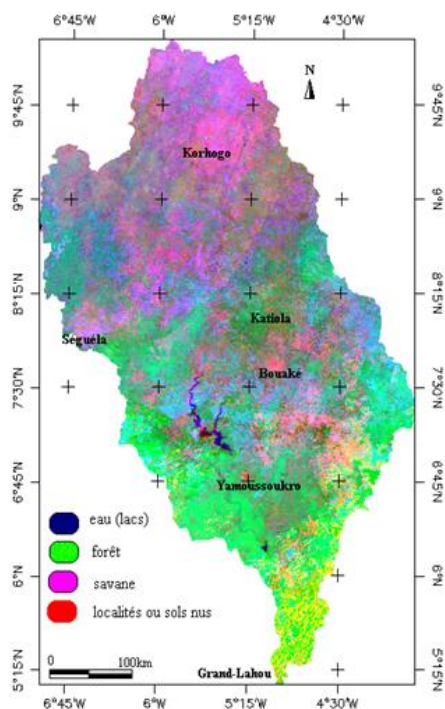 6°45'W 6°W 5°15'W 4°30'W
N
9°45'N 9°45'N
Korhogo
9°N 9°N
8°15'N 8°15'N
Katiola
Séguéla
Bouaké
7°30'N 7°30'N
6°45'N 6°45'N
Yamoussoukro
eau (lacs)
forêt
6°N 6°N
savane
localités ou sols nus
0 100km
Grand-Lahou
5°15'N 5°15'N
6°45'W 6°W 5°15'W 4°30'W